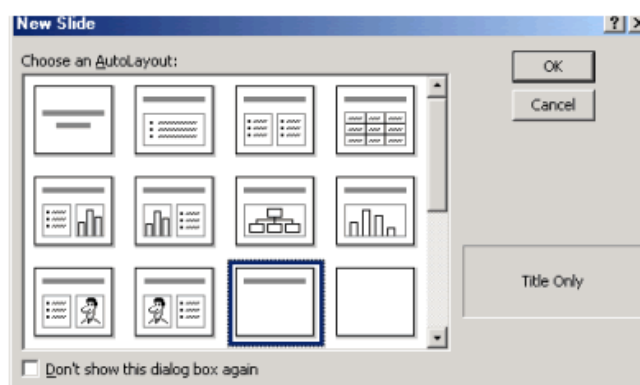 New Slide
Choose an AutoLayout:
OK
Cancel
Title Only
Don't show this dialog box again